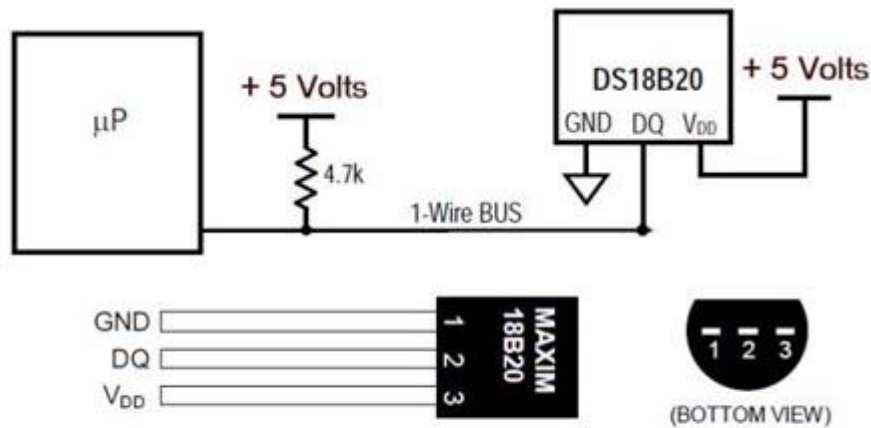 + 5 Volts
μP
4.7k
1-Wire BUS
DS18B20
GND DQ VDD
+ 5 Volts
GND
DQ
VDD
1
2
3
MAXIM
18B20
1 2 3
(BOTTOM VIEW)